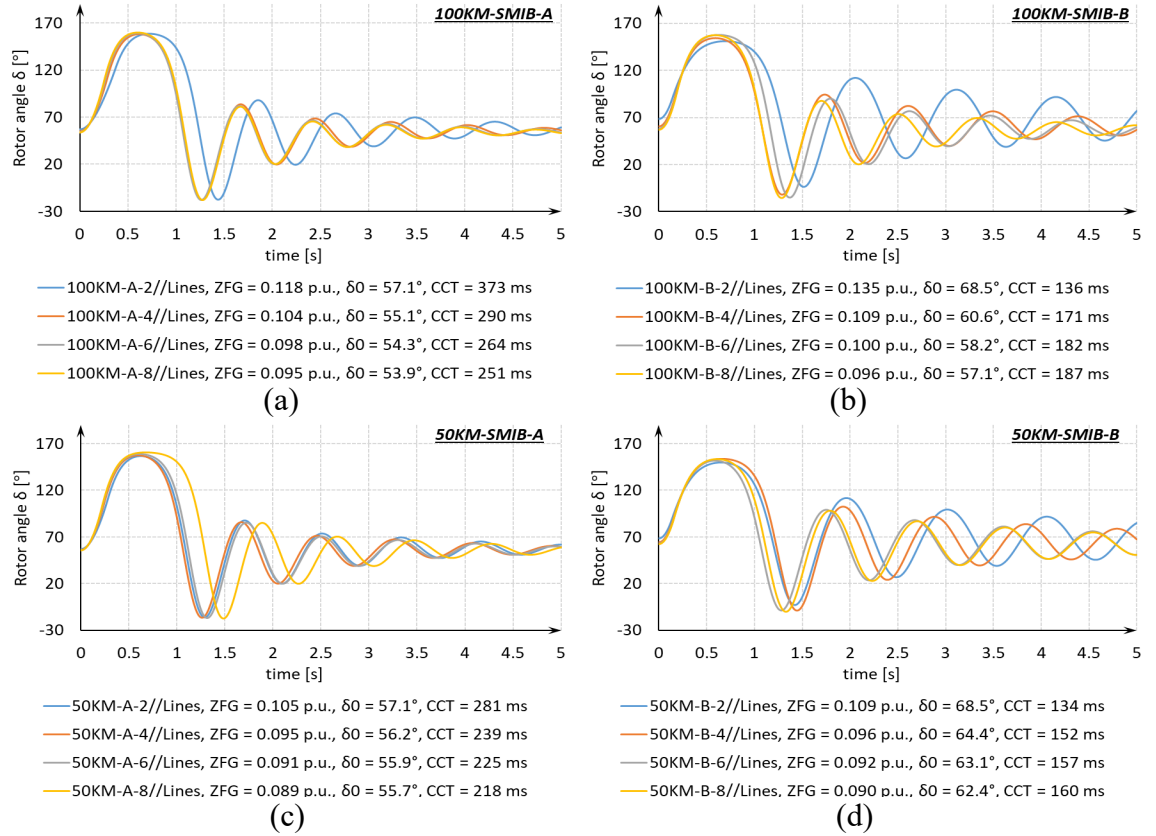 100KM-SMIB-A
Rotor angle δ [°]
170
120
70
20
-30
0 0.5 1 1.5 2 2.5 3 3.5 4 4.5 5
time [s]
100KM-A-2//Lines, ZFG = 0.118 p.u., δ0 = 57.1°, CCT = 373 ms
100KM-A-4//Lines, ZFG = 0.104 p.u., δ0 = 55.1°, CCT = 290 ms
100KM-A-6//Lines, ZFG = 0.098 p.u., δ0 = 54.3°, CCT = 264 ms
100KM-A-8//Lines, ZFG = 0.095 p.u., δ0 = 53.9°, CCT = 251 ms
(a)
100KM-SMIB-B
Rotor angle δ [°]
170
120
70
20
-30
0 0.5 1 1.5 2 2.5 3 3.5 4 4.5 5
time [s]
100KM-B-2//Lines, ZFG = 0.135 p.u., δ0 = 68.5°, CCT = 136 ms
100KM-B-4//Lines, ZFG = 0.109 p.u., δ0 = 60.6°, CCT = 171 ms
100KM-B-6//Lines, ZFG = 0.100 p.u., δ0 = 58.2°, CCT = 182 ms
100KM-B-8//Lines, ZFG = 0.096 p.u., δ0 = 57.1°, CCT = 187 ms
(b)
50KM-SMIB-A
Rotor angle δ [°]
170
120
70
20
-30
0 0.5 1 1.5 2 2.5 3 3.5 4 4.5 5
time [s]
50KM-A-2//Lines, ZFG = 0.105 p.u., δ0 = 57.1°, CCT = 281 ms
50KM-A-4//Lines, ZFG = 0.095 p.u., δ0 = 56.2°, CCT = 239 ms
50KM-A-6//Lines, ZFG = 0.091 p.u., δ0 = 55.9°, CCT = 225 ms
50KM-A-8//Lines, ZFG = 0.089 p.u., δ0 = 55.7°, CCT = 218 ms
(c)
50KM-SMIB-B
Rotor angle δ [°]
170
120
70
20
-30
0 0.5 1 1.5 2 2.5 3 3.5 4 4.5 5
time [s]
50KM-B-2//Lines, ZFG = 0.109 p.u., δ0 = 68.5°, CCT = 134 ms
50KM-B-4//Lines, ZFG = 0.096 p.u., δ0 = 64.4°, CCT = 152 ms
50KM-B-6//Lines, ZFG = 0.092 p.u., δ0 = 63.1°, CCT = 157 ms
50KM-B-8//Lines, ZFG = 0.090 p.u., δ0 = 62.4°, CCT = 160 ms
(d)